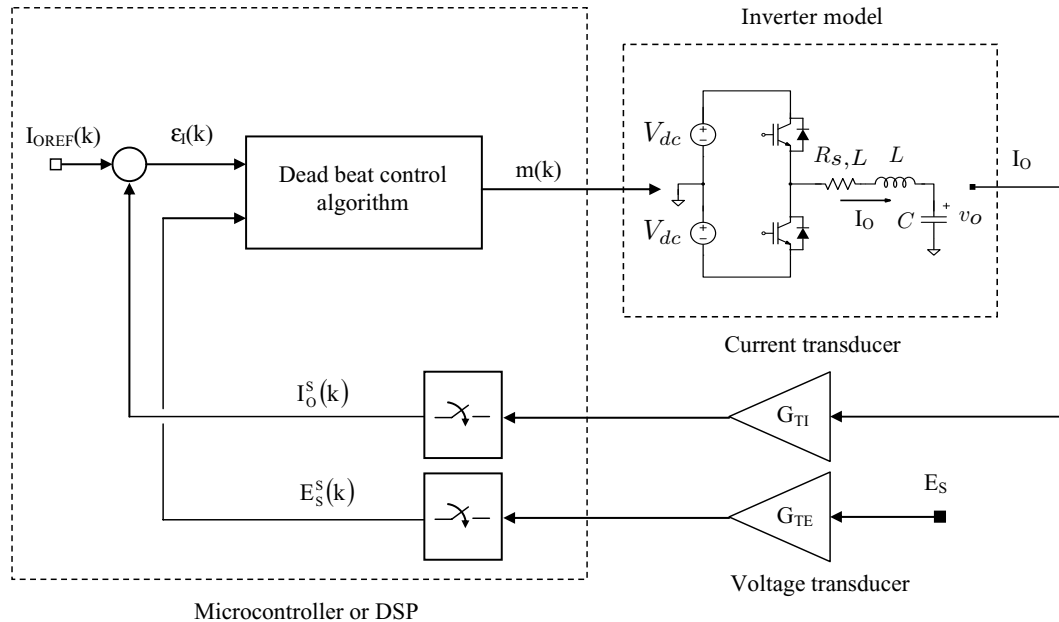 Inverter model
I_OREF(k)
ε_I(k)
Dead beat control
algorithm
m(k)
V_dc
V_dc
R_{s,L}
L
I_O
C
+
v_O
I_O
Current transducer
I_O^S(k)
G_TI
E_S^S(k)
G_TE
E_S
Voltage transducer
Microcontroller or DSP